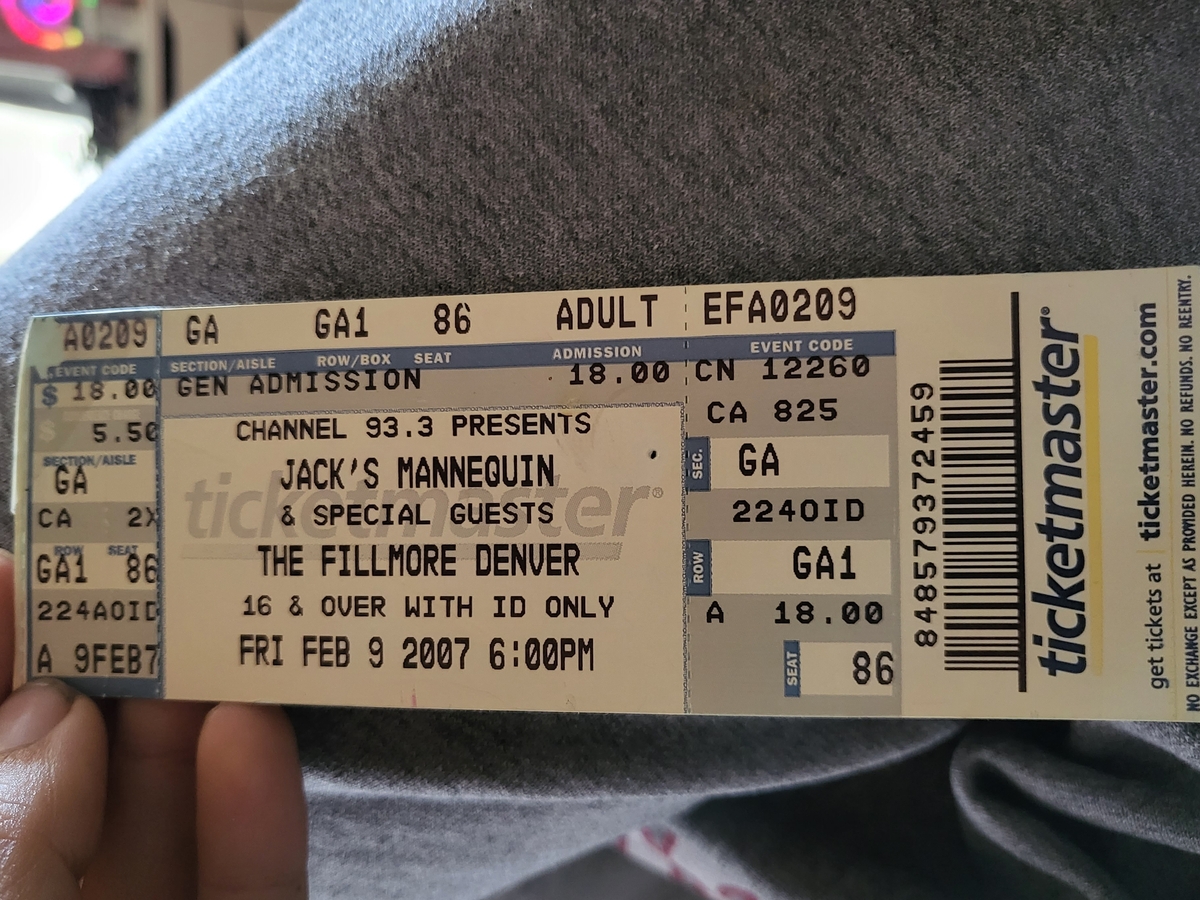 A0209
EVENT CODE
$ 18.00
$ 5.50
SECTION/AISLE
GA
CA 2X
ROW SEAT
GA1 86
224A0ID
A 9FEB7
GA GA1 86 ADULT
SECTION/AISLE ROW/BOX SEAT ADMISSION
GEN ADMISSION 18.00
CHANNEL 93.3 PRESENTS
JACK'S MANNEQUIN
& SPECIAL GUESTS
THE FILLMORE DENVER
16 & OVER WITH ID ONLY
FRI FEB 9 2007 6:00PM
ticketmaster®
EFA0209
EVENT CODE
CN 12260
CA 825
SEC. GA
224OID
ROW GA1
A 18.00
SEAT 86
848579372459
ticketmaster®
get tickets at ticketmaster.com
NO EXCHANGE EXCEPT AS PROVIDED HEREIN. NO REFUNDS. NO REENTRY.